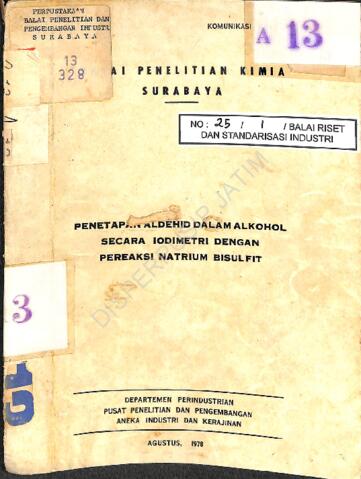 PERPUSTAKAAN
BALAI PENELITIAN DAN
PENGEMBANGAN INDUSTRI
SURABAYA
13
328
KOMUNIKASI
A 13
PENELITIAN KIMIA
SURABAYA
NO : 25 / 1 / BALAI RISET
DAN STANDARISASI INDUSTRI
PENETAPAN ALDEHID DALAM ALKOHOL
SECARA IODIMETRI DENGAN
PEREAKSI NATRIUM BISULFIT
DISPERPUSIP JATIM
3
DEPARTEMEN PERINDUSTRIAN
PUSAT PENELITIAN DAN PENGEMBANGAN
ANEKA INDUSTRI DAN KERAJINAN
AGUSTUS, 1978